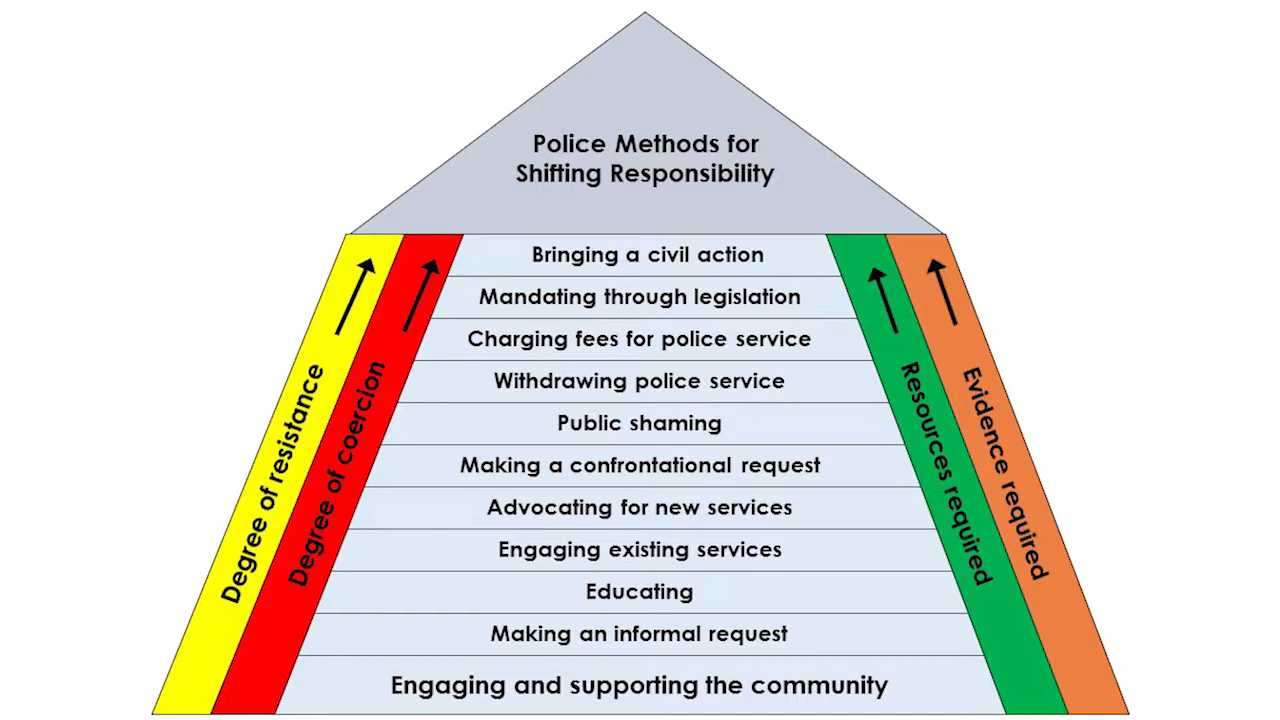 Police Methods for
Shifting Responsibility
Bringing a civil action
Mandating through legislation
Charging fees for police service
Withdrawing police service
Public shaming
Making a confrontational request
Advocating for new services
Engaging existing services
Educating
Making an informal request
Engaging and supporting the community
Degree of resistance
Degree of coercion
Resources required
Evidence required